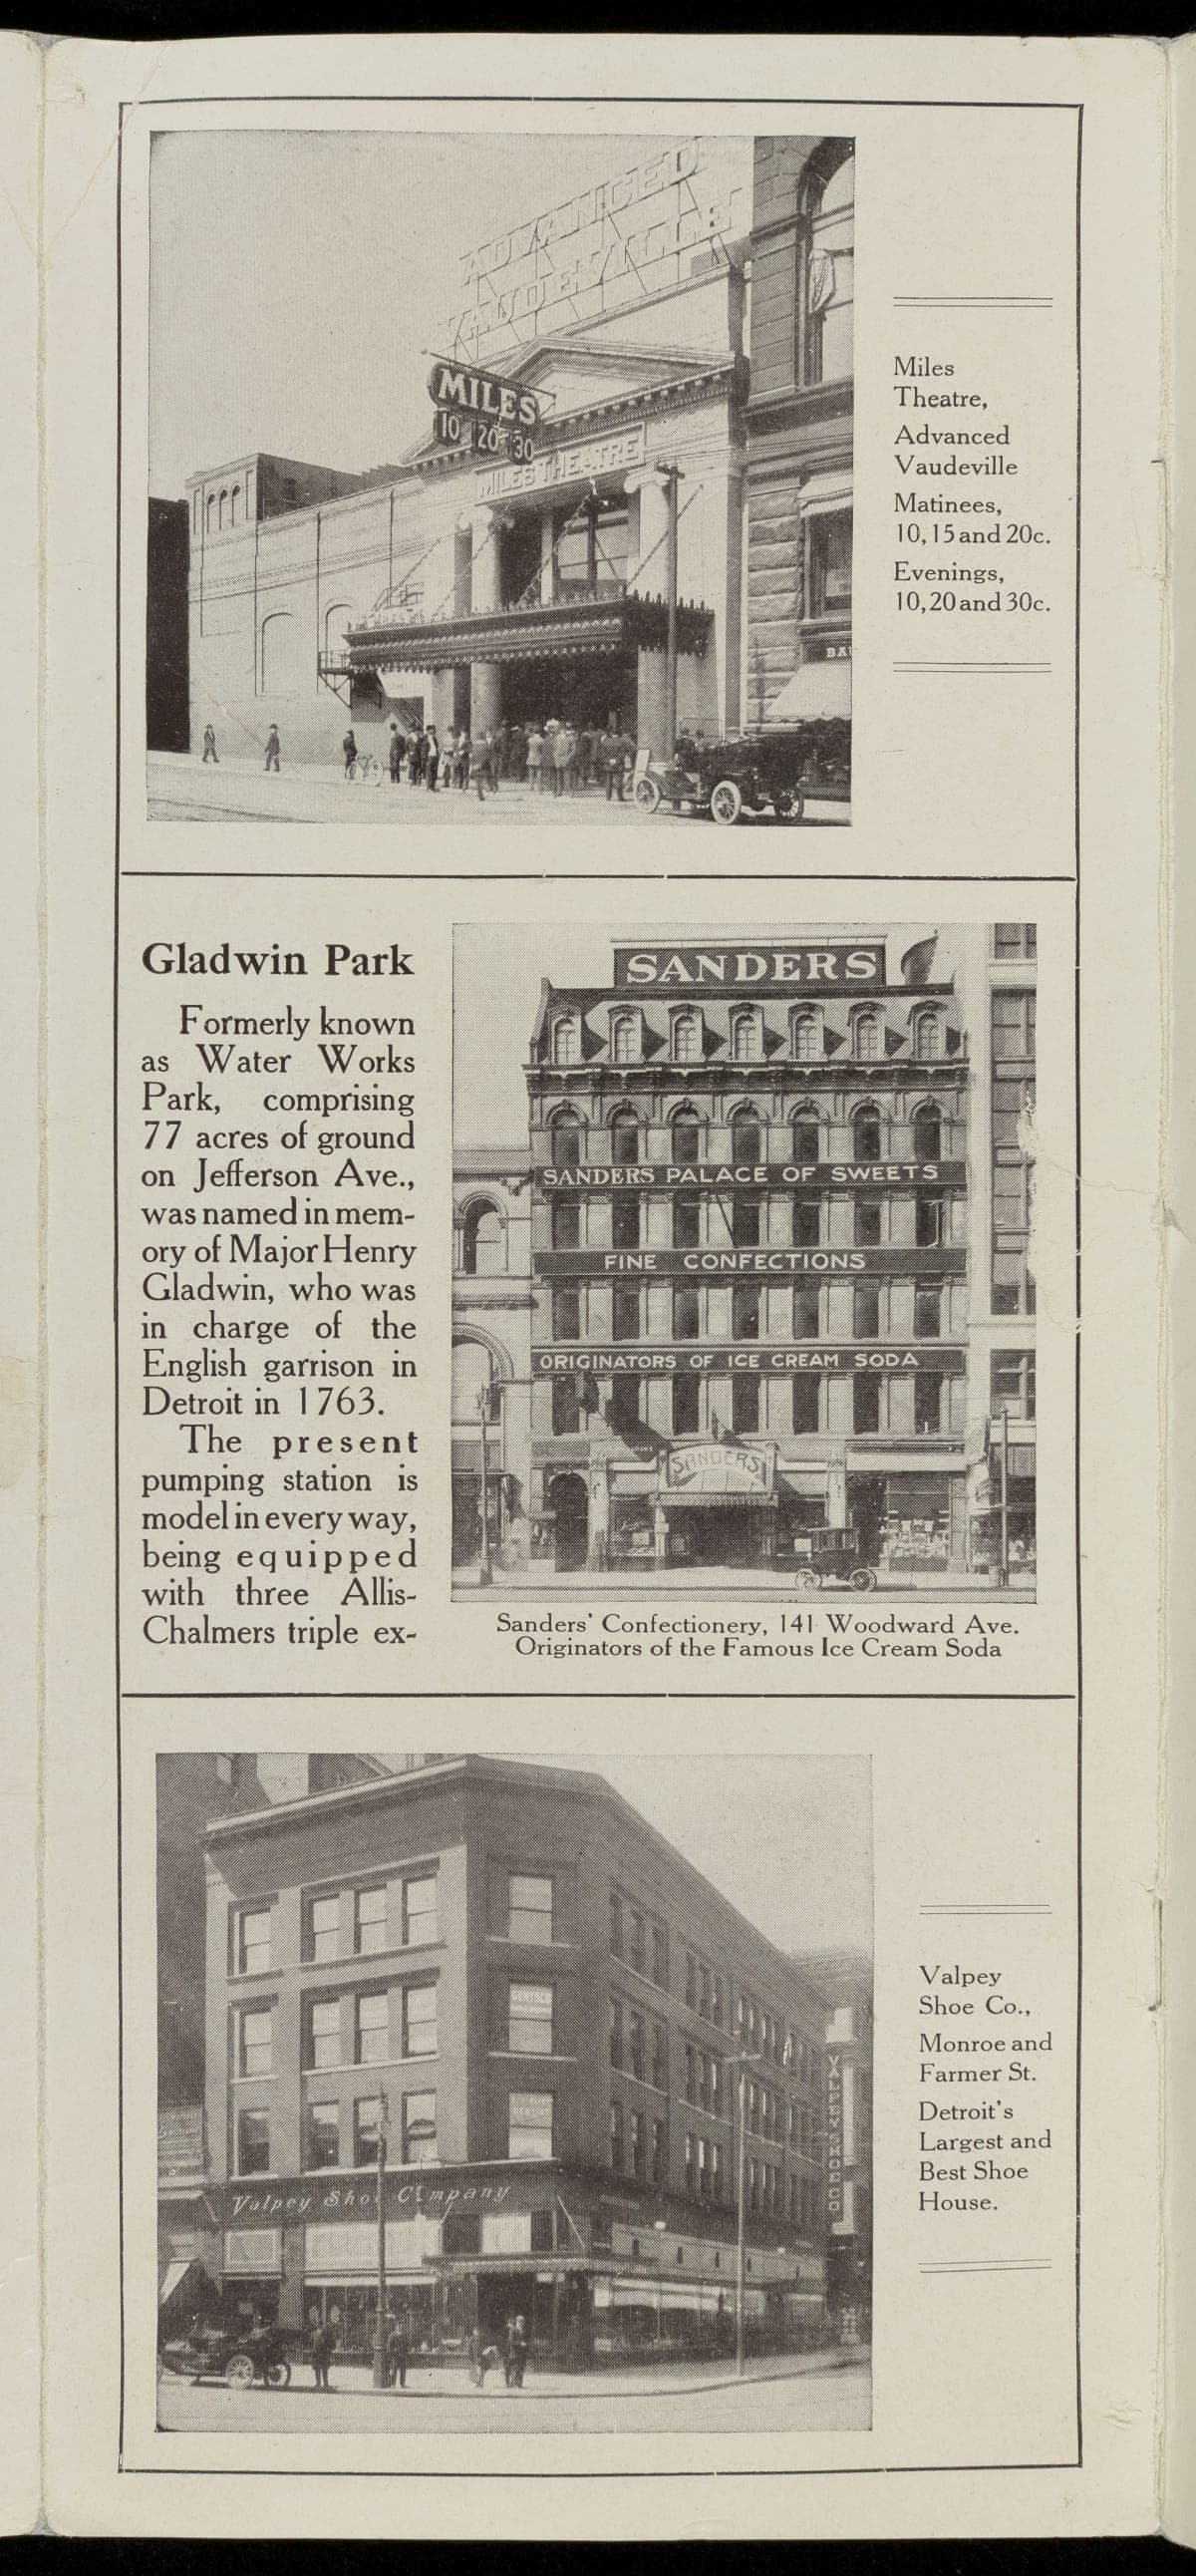 ADVANCED
VAUDEVILLE
MILES
10 20 30
MILES THEATRE
BA
Miles
Theatre,
Advanced
Vaudeville
Matinees,
10, 15 and 20c.
Evenings,
10, 20 and 30c.
Gladwin Park
Formerly known
as Water Works
Park, comprising
77 acres of ground
on Jefferson Ave.,
was named in mem-
ory of Major Henry
Gladwin, who was
in charge of the
English garrison in
Detroit in 1763.
The present
pumping station is
model in every way,
being equipped
with three Allis-
Chalmers triple ex-
SANDERS
SANDERS PALACE OF SWEETS
FINE CONFECTIONS
ORIGINATORS OF ICE CREAM SODA
SANDERS
Sanders' Confectionery, 141 Woodward Ave.
Originators of the Famous Ice Cream Soda
Valpey Shoe Company
VALPEY SHOE CO
Valpey
Shoe Co.,
Monroe and
Farmer St.
Detroit's
Largest and
Best Shoe
House.